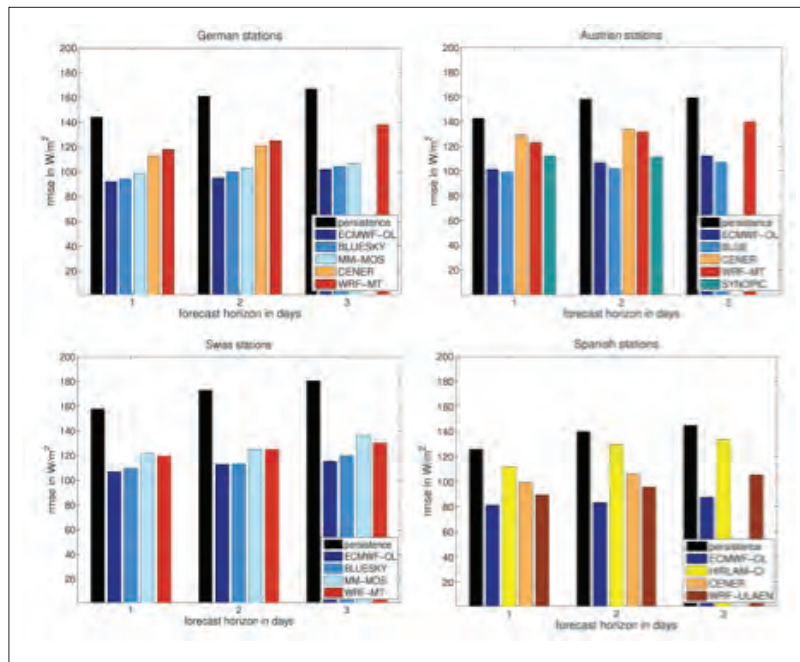 German stations
rmse in W/m²
200
180
160
140
120
100
80
60
40
20
persistence
ECMWF-OL
BLUESKY
MM-MOS
CENER
WRF-MT
1 2 3
forecast horizon in days
Austrian stations
rmse in W/m²
200
180
160
140
120
100
80
60
40
20
persistence
ECMWF-OL
BLUE
CENER
WRF-MT
SYNOPIC
1 2 3
forecast horizon in days
Swiss stations
rmse in W/m²
200
180
160
140
120
100
80
60
40
20
persistence
ECMWF-OL
BLUESKY
MM-MOS
WRF-MT
1 2 3
forecast horizon in days
Spanish stations
rmse in W/m²
200
180
160
140
120
100
80
60
40
20
persistence
ECMWF-OL
HIRLAM-CI
CENER
WRF-ULAEN
1 2 3
forecast horizon in days